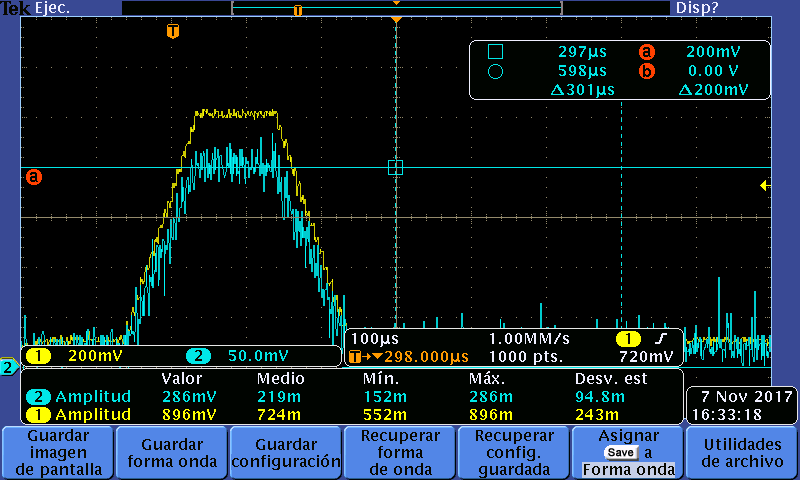 Tek Ejec. Disp?
T
T
297µs a 200mV
598µs b 0.00 V
Δ301µs Δ200mV
a
100µs 1.00MM/s 1
1 200mV 2 50.0mV T→▼298.000µs 1000 pts. 720mV
2
Valor Medio Mín. Máx. Desv. est
2 Amplitud 286mV 219m 152m 286m 94.8m
1 Amplitud 896mV 724m 552m 896m 243m
7 Nov 2017
16:33:18
Guardar imagen de pantalla
Guardar forma onda
Guardar configuración
Recuperar forma de onda
Recuperar config. guardada
Asignar Save a Forma onda
Utilidades de archivo